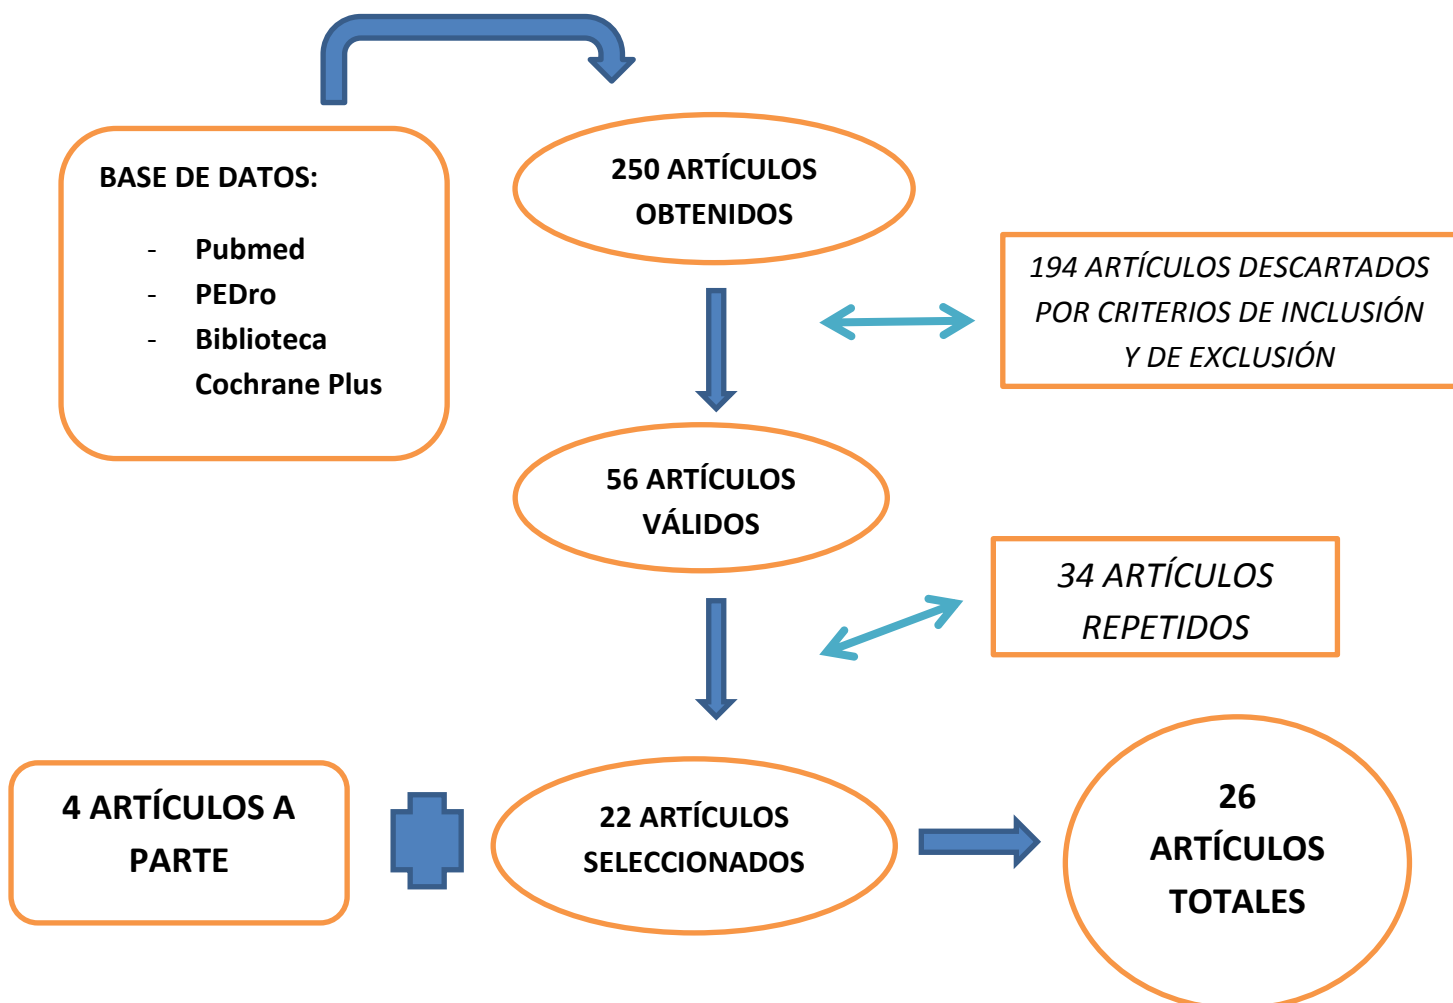 BASE DE DATOS:
- Pubmed
- PEDro
- Biblioteca
Cochrane Plus
250 ARTÍCULOS
OBTENIDOS
194 ARTÍCULOS DESCARTADOS
POR CRITERIOS DE INCLUSIÓN
Y DE EXCLUSIÓN
56 ARTÍCULOS
VÁLIDOS
34 ARTÍCULOS
REPETIDOS
4 ARTÍCULOS A
PARTE
22 ARTÍCULOS
SELECCIONADOS
26
ARTÍCULOS
TOTALES